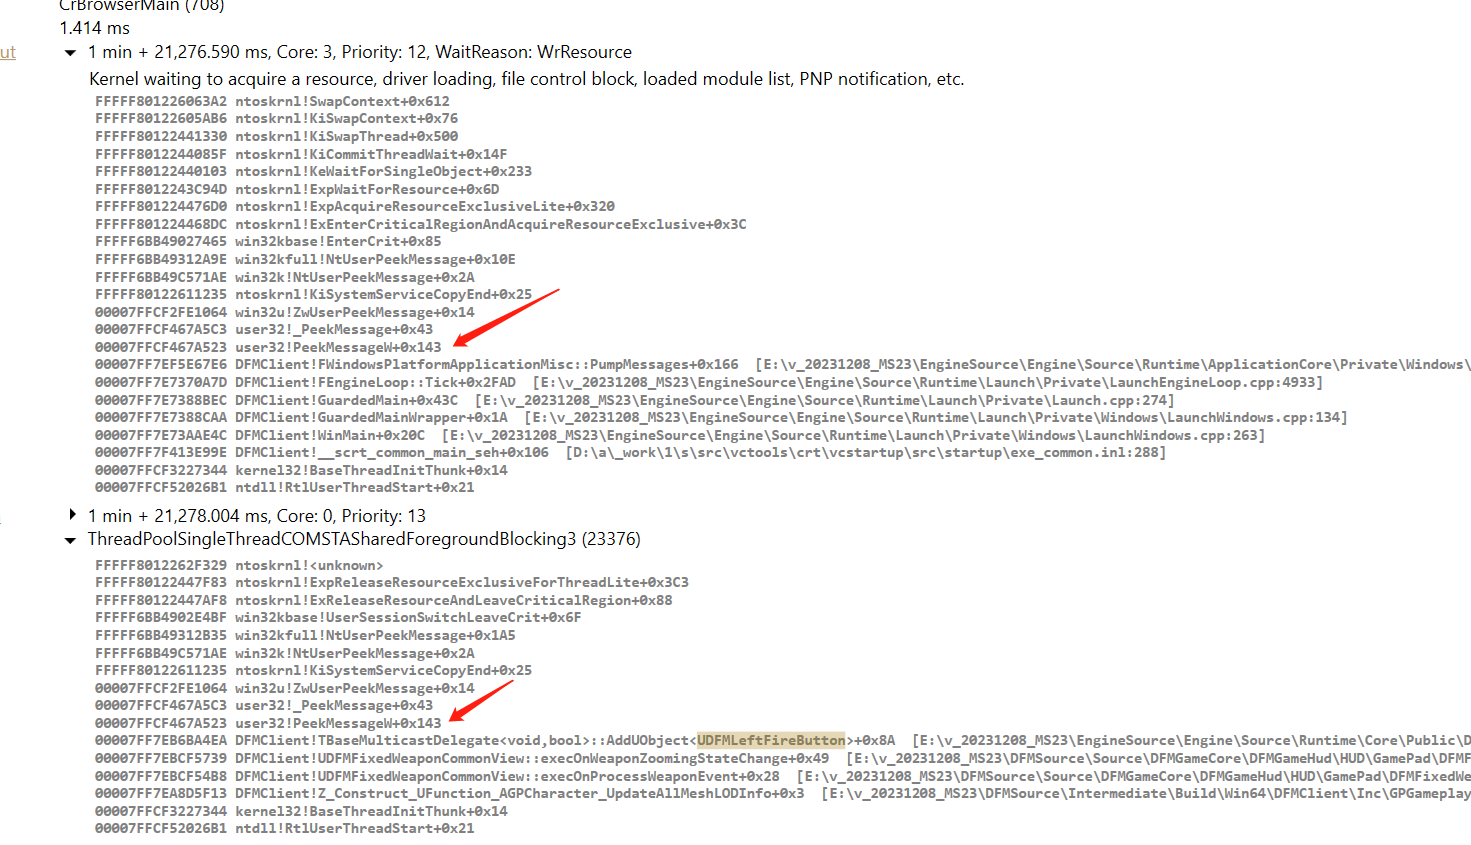 CrBrowserMain (708)
1.414 ms
ut
1 min + 21,276.590 ms, Core: 3, Priority: 12, WaitReason: WrResource
Kernel waiting to acquire a resource, driver loading, file control block, loaded module list, PNP notification, etc.
FFFFF801226063A2 ntoskrnl!SwapContext+0x612
FFFFF80122605AB6 ntoskrnl!KiSwapContext+0x76
FFFFF80122441330 ntoskrnl!KiSwapThread+0x500
FFFFF8012244085F ntoskrnl!KiCommitThreadWait+0x14F
FFFFF80122440103 ntoskrnl!KeWaitForSingleObject+0x233
FFFFF8012243C94D ntoskrnl!ExpWaitForResource+0x6D
FFFFF801224476D0 ntoskrnl!ExpAcquireResourceExclusiveLite+0x320
FFFFF801224468DC ntoskrnl!ExEnterCriticalRegionAndAcquireResourceExclusive+0x3C
FFFFF6BB49027465 win32kbase!EnterCrit+0x85
FFFFF6BB49312A9E win32kfull!NtUserPeekMessage+0x10E
FFFFF6BB49C571AE win32k!NtUserPeekMessage+0x2A
FFFFF80122611235 ntoskrnl!KiSystemServiceCopyEnd+0x25
00007FFCF2FE1064 win32u!ZwUserPeekMessage+0x14
00007FFCF467A5C3 user32!_PeekMessage+0x43
00007FFCF467A523 user32!PeekMessageW+0x143
00007FF7EF5E67E6 DFMClient!FWindowsPlatformApplicationMisc::PumpMessages+0x166 [E:\v_20231208_MS23\EngineSource\Engine\Source\Runtime\ApplicationCore\Private\Windows\
00007FF7E7370A7D DFMClient!FEngineLoop::Tick+0x2FAD [E:\v_20231208_MS23\EngineSource\Engine\Source\Runtime\Launch\Private\LaunchEngineLoop.cpp:4933]
00007FF7E7388BEC DFMClient!GuardedMain+0x43C [E:\v_20231208_MS23\EngineSource\Engine\Source\Runtime\Launch\Private\Launch.cpp:274]
00007FF7E7388CAA DFMClient!GuardedMainWrapper+0x1A [E:\v_20231208_MS23\EngineSource\Engine\Source\Runtime\Launch\Private\Windows\LaunchWindows.cpp:134]
00007FF7E73AAE4C DFMClient!WinMain+0x20C [E:\v_20231208_MS23\EngineSource\Engine\Source\Runtime\Launch\Private\Windows\LaunchWindows.cpp:263]
00007FF7F413E99E DFMClient!__scrt_common_main_seh+0x106 [D:\a\_work\1\s\src\vctools\crt\vcstartup\src\startup\exe_common.inl:288]
00007FFCF3227344 kernel32!BaseThreadInitThunk+0x14
00007FFCF52026B1 ntdll!RtlUserThreadStart+0x21
1 min + 21,278.004 ms, Core: 0, Priority: 13
ThreadPoolSingleThreadCOMSTASharedForegroundBlocking3 (23376)
FFFFF8012262F329 ntoskrnl!<unknown>
FFFFF80122447F83 ntoskrnl!ExpReleaseResourceExclusiveForThreadLite+0x3C3
FFFFF80122447AF8 ntoskrnl!ExReleaseResourceAndLeaveCriticalRegion+0x88
FFFFF6BB4902E4BF win32kbase!UserSessionSwitchLeaveCrit+0x6F
FFFFF6BB49312B35 win32kfull!NtUserPeekMessage+0x1A5
FFFFF6BB49C571AE win32k!NtUserPeekMessage+0x2A
FFFFF80122611235 ntoskrnl!KiSystemServiceCopyEnd+0x25
00007FFCF2FE1064 win32u!ZwUserPeekMessage+0x14
00007FFCF467A5C3 user32!_PeekMessage+0x43
00007FFCF467A523 user32!PeekMessageW+0x143
00007FF7EB6BA4EA DFMClient!TBaseMulticastDelegate<void,bool>::AddUObject<UDFMLeftFireButton>+0x8A [E:\v_20231208_MS23\EngineSource\Engine\Source\Runtime\Core\Public\D
00007FF7EBCF5739 DFMClient!UDFMFixedWeaponCommonView::execOnWeaponZoomingStateChange+0x49 [E:\v_20231208_MS23\DFMSource\Source\DFMGameCore\DFMGameHud\HUD\GamePad\DFMF
00007FF7EBCF54B8 DFMClient!UDFMFixedWeaponCommonView::execOnProcessWeaponEvent+0x28 [E:\v_20231208_MS23\DFMSource\Source\DFMGameCore\DFMGameHud\HUD\GamePad\DFMFixedWe
00007FF7EA8D5F13 DFMClient!Z_Construct_UFunction_AGPCharacter_UpdateAllMeshLODInfo+0x3 [E:\v_20231208_MS23\DFMSource\Intermediate\Build\Win64\DFMClient\Inc\GPGameplay
00007FFCF3227344 kernel32!BaseThreadInitThunk+0x14
00007FFCF52026B1 ntdll!RtlUserThreadStart+0x21